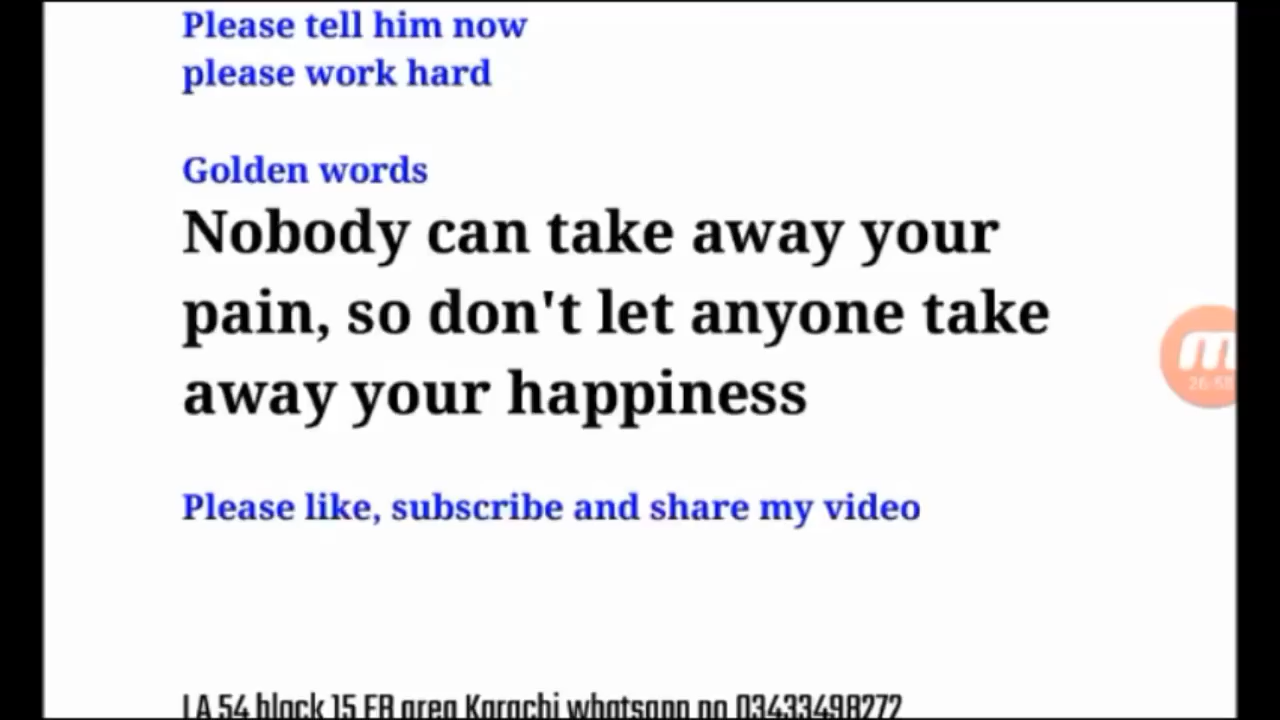 Please tell him now
please work hard
Golden words
Nobody can take away your
pain, so don't let anyone take
away your happiness
26:58
Please like, subscribe and share my video
LA 54 block 15 FB area Karachi whatsapp no 03433498272